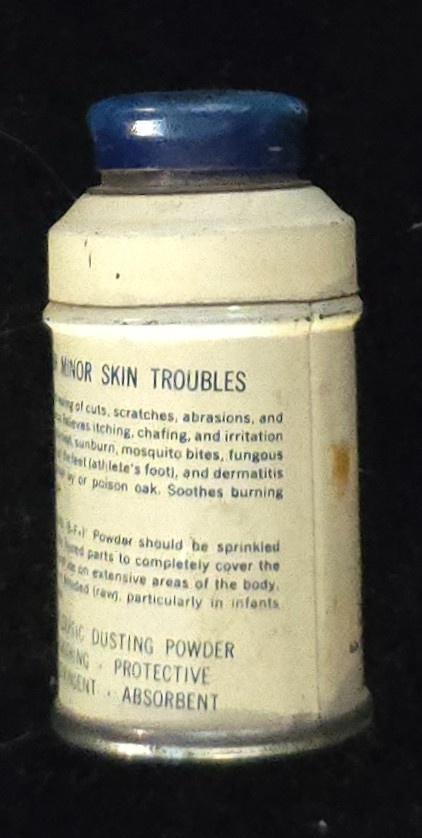 MINOR SKIN TROUBLES
of cuts, scratches, abrasions, and
Relieves itching, chafing, and irritation
sunburn, mosquito bites, fungous
(athlete's foot), and dermatitis
or poison oak. Soothes burning
Powder should be sprinkled
parts to completely cover the
on extensive areas of the body,
(raw), particularly in infants
DUSTING POWDER
· PROTECTIVE
· ABSORBENT